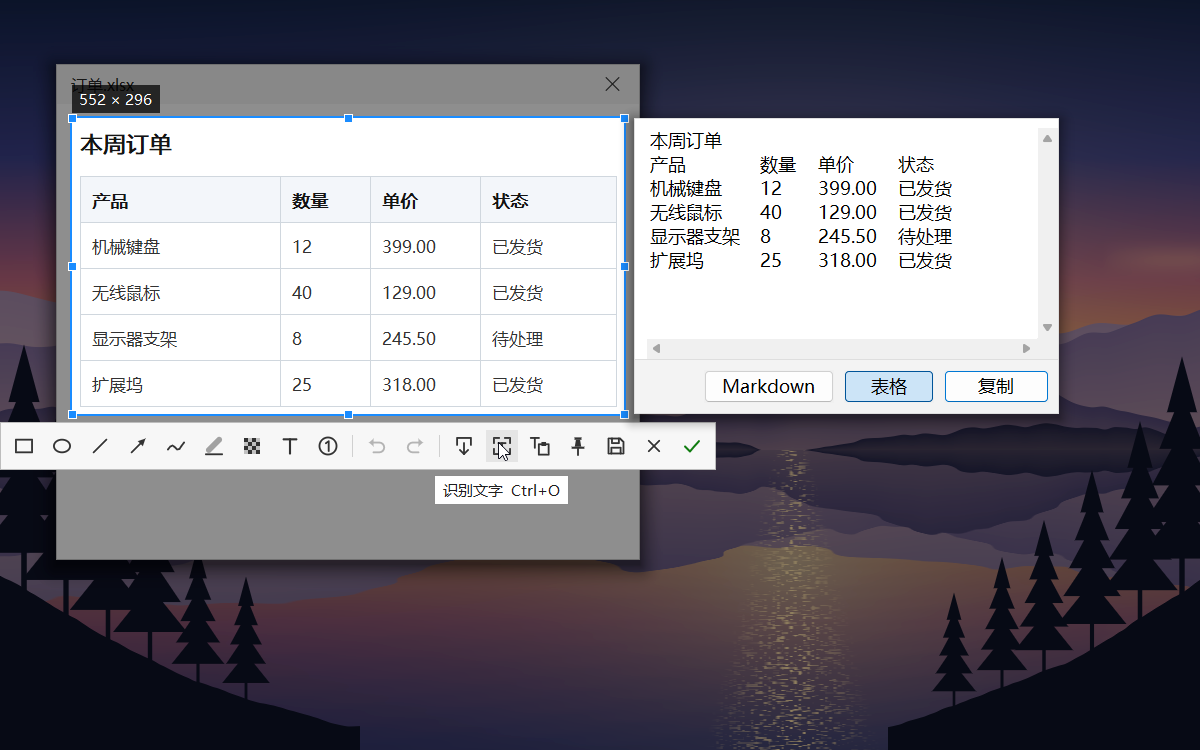 订单.xlsx
552 × 296
本周订单
产品 数量 单价 状态
机械键盘 12 399.00 已发货
无线鼠标 40 129.00 已发货
显示器支架 8 245.50 待处理
扩展坞 25 318.00 已发货
本周订单
产品 数量 单价 状态
机械键盘 12 399.00 已发货
无线鼠标 40 129.00 已发货
显示器支架 8 245.50 待处理
扩展坞 25 318.00 已发货
Markdown 表格 复制
T 1 T
识别文字 Ctrl+O